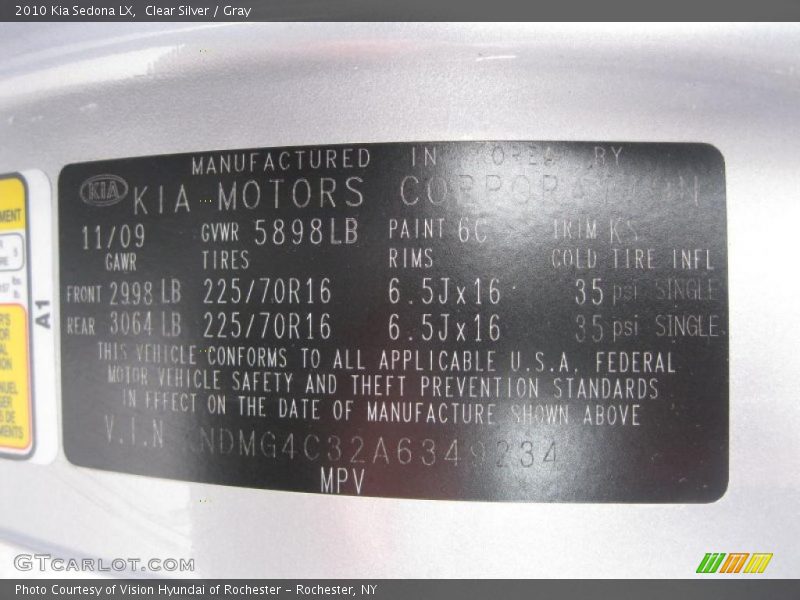 2010 Kia Sedona LX,  Clear Silver / Gray
MANUFACTURED IN KOREA BY
KIA KIA MOTORS CORPORATION
11/09 GVWR 5898LB PAINT 6C TRIM KS
GAWR TIRES RIMS COLD TIRE INFL
FRONT 2998 LB 225/70R16 6.5Jx16 35 psi SINGLE
REAR 3064 LB 225/70R16 6.5Jx16 35 psi SINGLE
THIS VEHICLE CONFORMS TO ALL APPLICABLE U.S.A. FEDERAL
MOTOR VEHICLE SAFETY AND THEFT PREVENTION STANDARDS
IN EFFECT ON THE DATE OF MANUFACTURE SHOWN ABOVE
V.I.N KNDMG4C32A6349234
MPV
A1
GTCARLOT.COM
Photo Courtesy of Vision Hyundai of Rochester – Rochester, NY